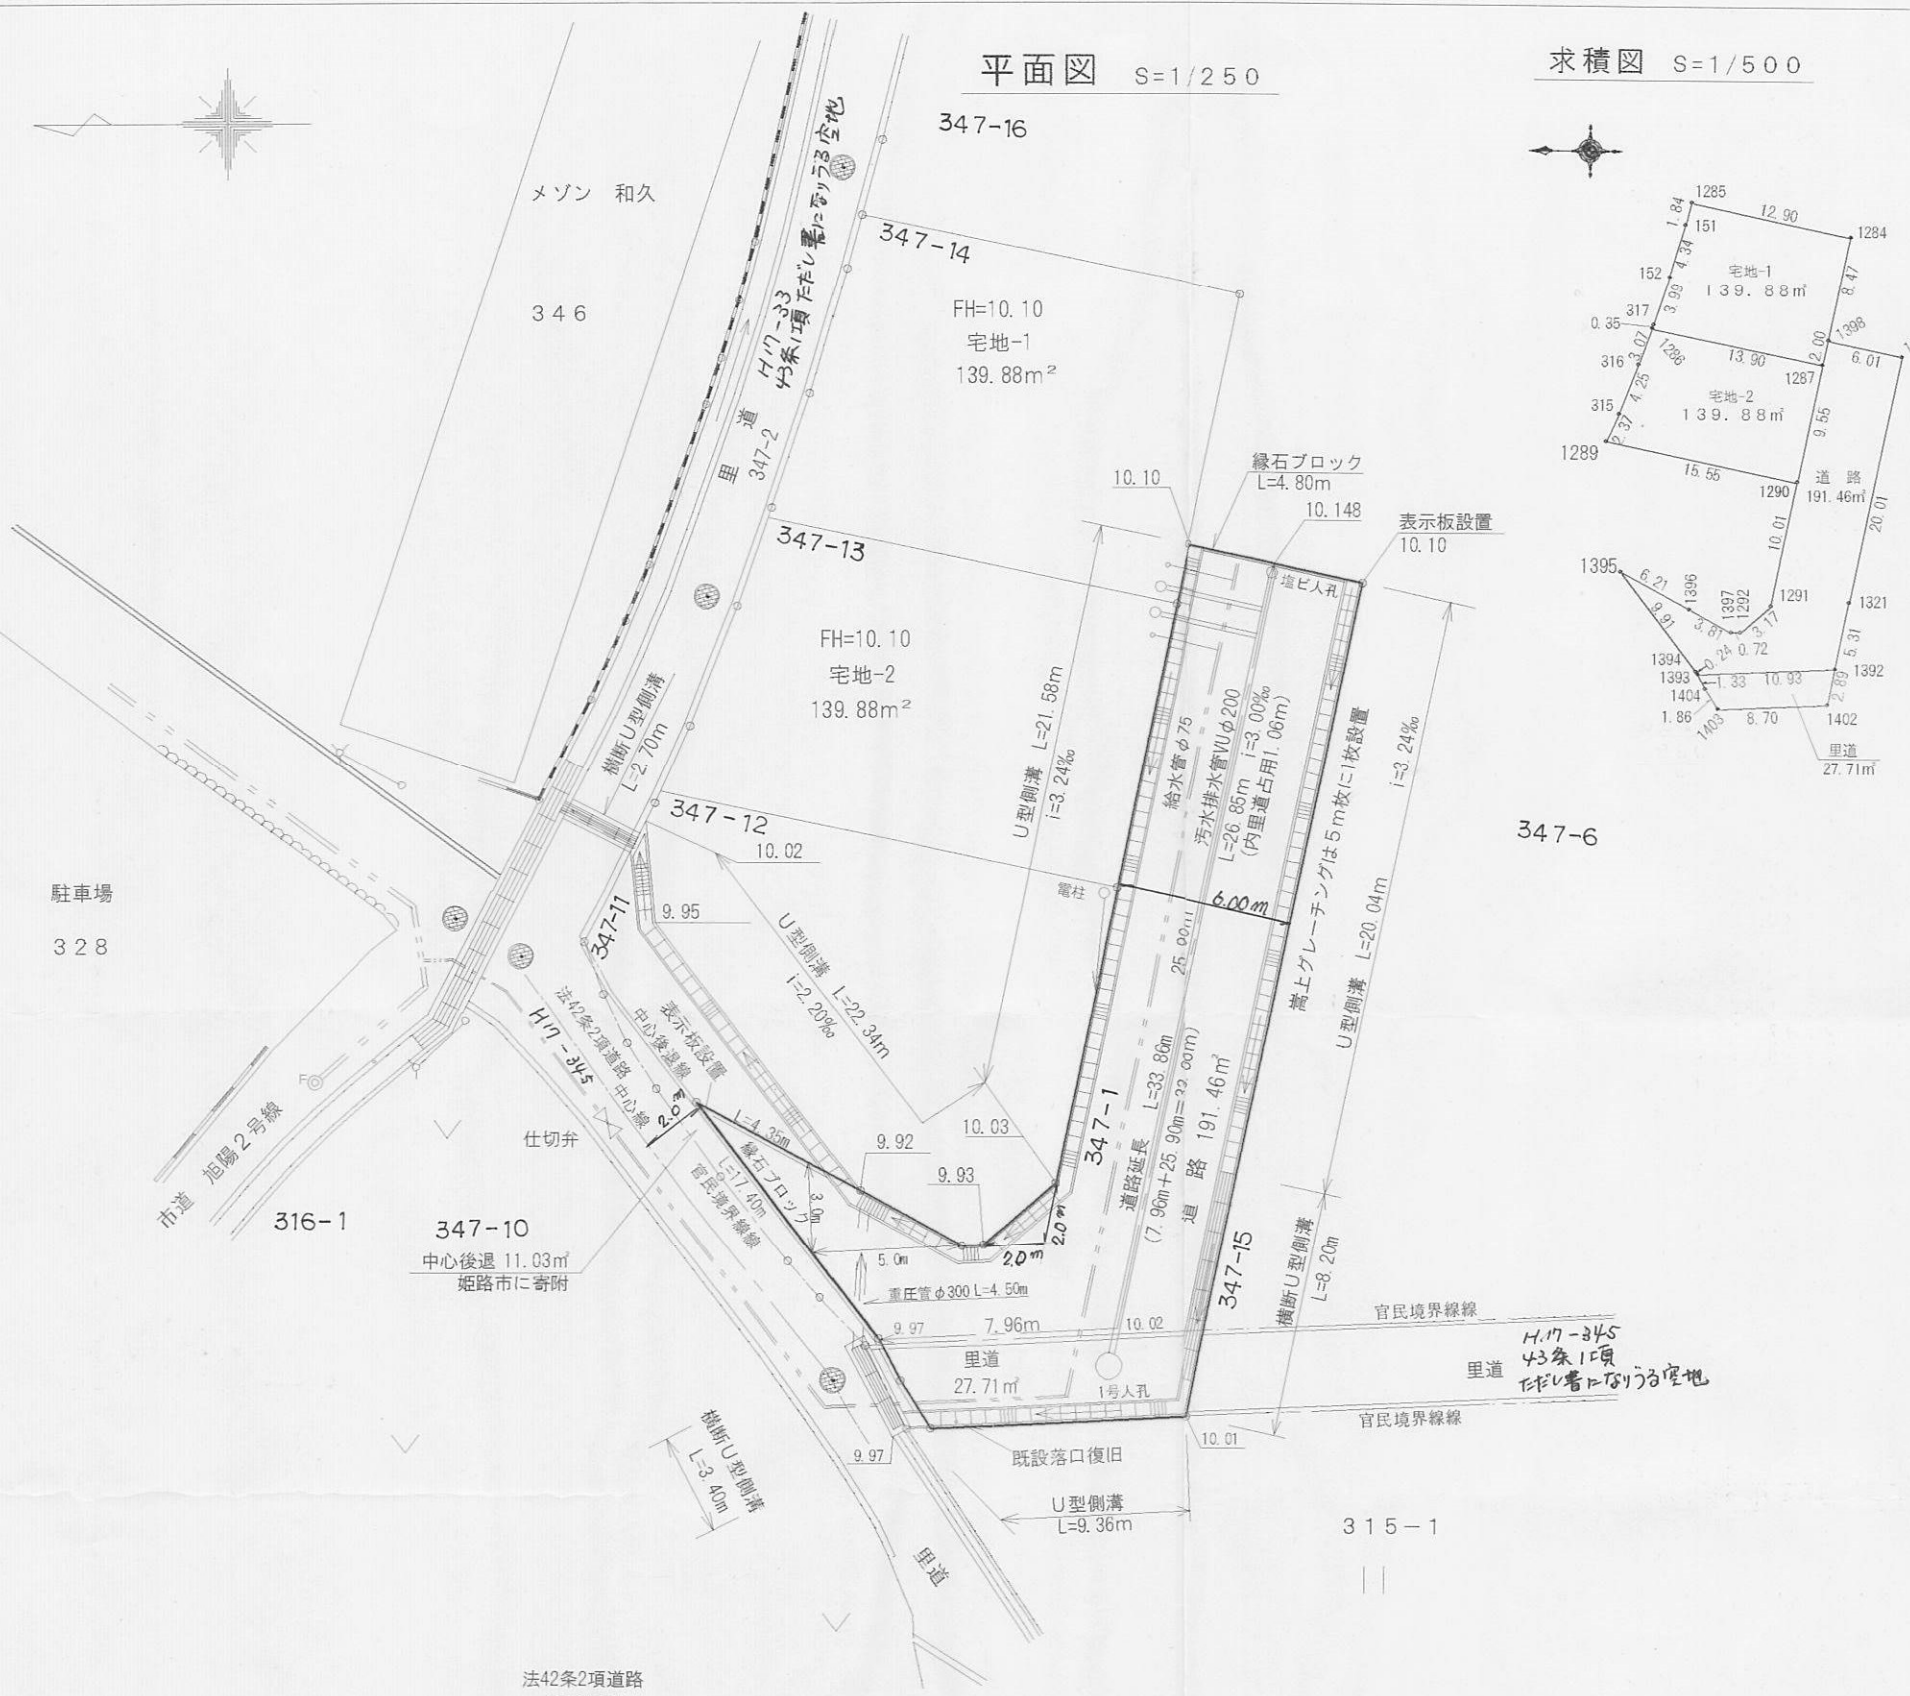 平面図 S=1/250
求積図 S=1/500
347-16
メゾン 和久
346
H17-33
43条1項ただし書になりうる空地
里 道
347-2
347-14
FH=10.10
宅地-1
139.88m²
347-13
FH=10.10
宅地-2
139.88m²
347-12
10.02
横断U型側溝
L=2.70m
347-11
9.95
U型側溝 L=22.34m
i=2.20‰
U型側溝 L=21.58m
i=3.24‰
10.10
縁石ブロック
L=4.80m
10.148
表示板設置
10.10
塩ビ人孔
給水管φ75
汚水排水管VUφ200
L=26.85m i=3.00‰
(内里道占用1.06m)
嵩上グレーチングは5m枚に1枚設置
i=3.24‰
U型側溝 L=20.04m
電柱
6.00m
25.00m
347-1
道路延長 L=33.86m
(7.96m+25.90m=33.86m)
道 路 191.46m²
347-15
横断U型側溝
L=8.20m
347-6
駐車場
328
市道 旭陽2号線
F
316-1
347-10
中心後退 11.03㎡
姫路市に寄附
仕切弁
法42条2項道路 中心線
H17-345
中心後退線
表示板設置
2.0m
L=4.35m
縁石ブロック
L=17.40m
官民境界線線
3.0m
5.0m
9.92
9.93
10.03
2.0m
2.0m
重圧管φ300 L=4.50m
9.97
7.96m
10.02
里道
27.71㎡
1号人孔
官民境界線線
里道
H.17-345
43条1項
ただし書になりうる空地
官民境界線線
10.01
9.97
既設落口復旧
U型側溝
L=9.36m
横断U型側溝
L=3.40m
里道
315-1
法42条2項道路
1285
1.84
12.90
151
1284
4.34
152
宅地-1
139.88㎡
8.47
3.99
317
0.35
1398
3.07
1286
13.90
2.00
6.01
316
1287
4.25
宅地-2
139.88㎡
315
2.37
9.55
1289
15.55
1290
道 路
191.46㎡
10.01
20.01
1395
6.21
1396
1397
1292
1291
1321
9.91
3.81
3.17
0.72
5.31
1394
0.24
1393
1.33
10.93
1392
1404
2.89
1.86
1403
8.70
1402
里道
27.71㎡